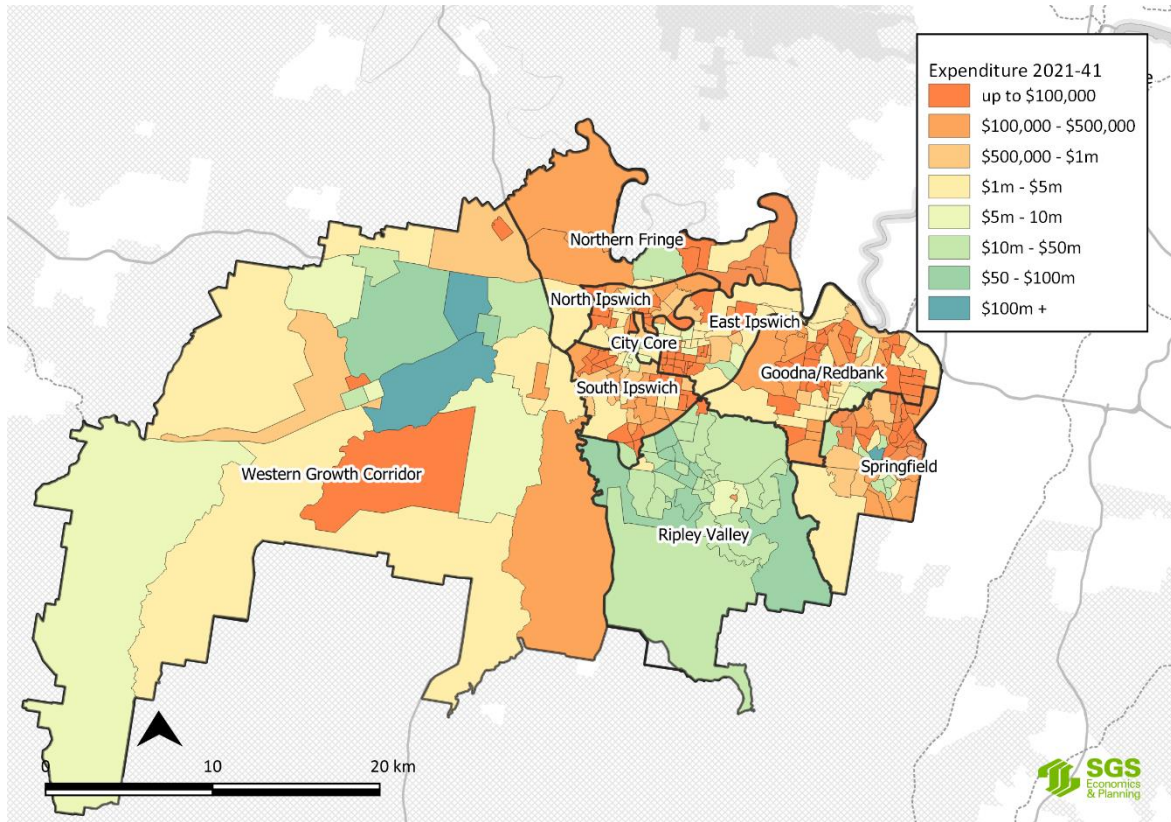 Expenditure 2021-41
e
up to $100,000
$100,000 - $500,000
$500,000 - $1m
$1m - $5m
$5m - 10m
$10m - $50m
$50 - $100m
$100m +
Northern Fringe
North Ipswich
East Ipswich
City Core
Goodna/Redbank
South Ipswich
Springfield
Western Growth Corridor
Ripley Valley
0 10 20 km
SGS
Economics
& Planning